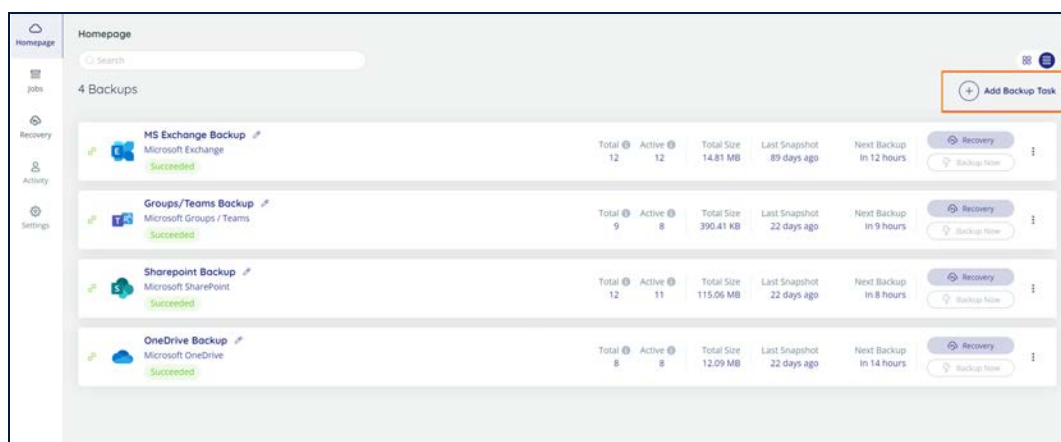 Homepage
Homepage
Search
Jobs
4 Backups
Add Backup Task
Recovery
Activity
Settings
MS Exchange Backup
Microsoft Exchange
Succeeded
Total Active Total Size Last Snapshot Next Backup
12 12 14.81 MB 89 days ago In 12 hours
Recovery
Backup Now
Groups/Teams Backup
Microsoft Groups / Teams
Succeeded
Total Active Total Size Last Snapshot Next Backup
9 8 390.41 KB 22 days ago In 9 hours
Recovery
Backup Now
Sharepoint Backup
Microsoft SharePoint
Succeeded
Total Active Total Size Last Snapshot Next Backup
12 11 115.06 MB 22 days ago In 8 hours
Recovery
Backup Now
OneDrive Backup
Microsoft OneDrive
Succeeded
Total Active Total Size Last Snapshot Next Backup
8 8 12.09 MB 22 days ago In 14 hours
Recovery
Backup Now